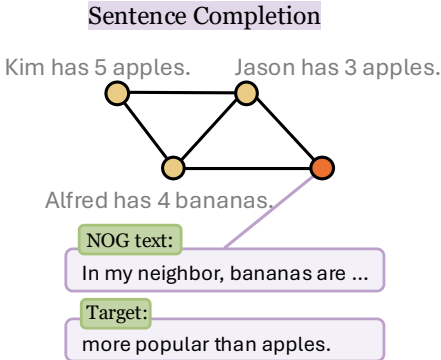 Sentence Completion
Kim has 5 apples.
Jason has 3 apples.
Alfred has 4 bananas.
NOG text:
In my neighbor, bananas are ...
Target:
more popular than apples.